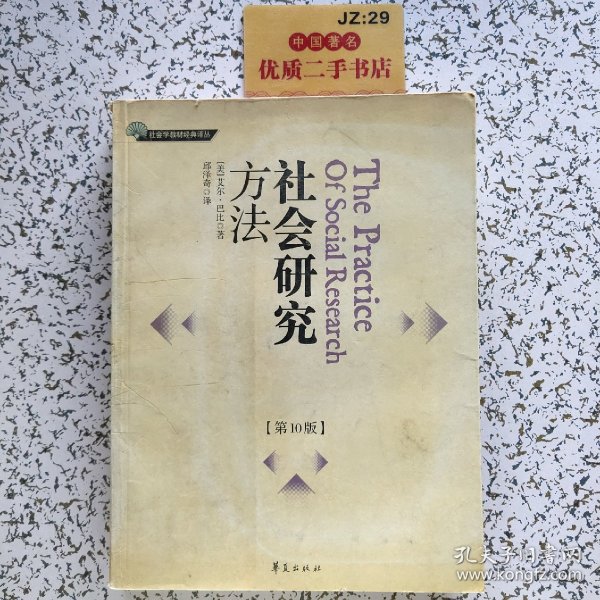 JZ:29
中国著名
优质二手书店
社会学教材经典译丛
The Practice
Of Social Research
社会研究
方法
[美]艾尔·巴比◎著
邱泽奇◎译
【第10版】
华夏出版社
孔夫子旧书网
www.kongfz.com